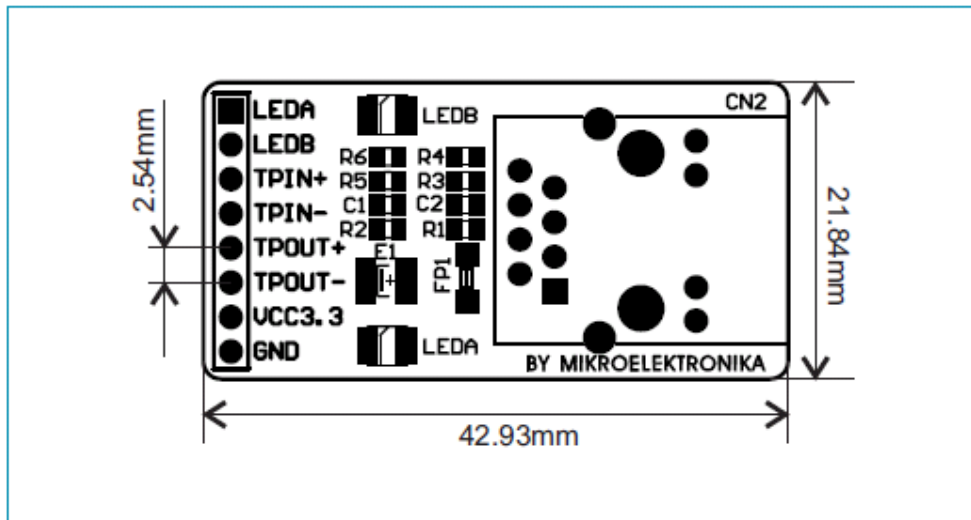 CN2
LEDA
LEDB
LEDB
TPIN+
TPIN-
TPOUT+
TPOUT-
VCC3.3
GND
R6 R4
R5 R3
C1 C2
R2 R1
E1
+
FP1
LEDA
BY MIKROELEKTRONIKA
2.54mm
21.84mm
42.93mm